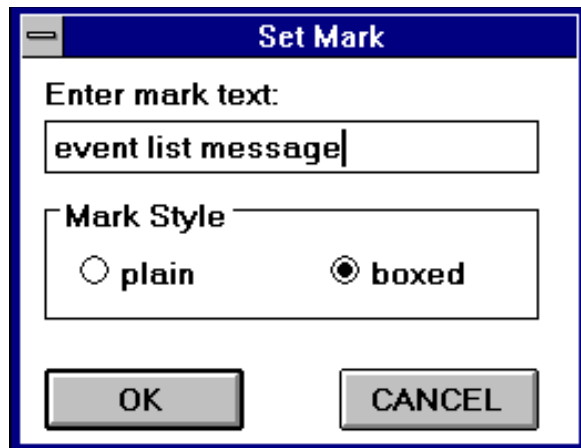 Set Mark
Enter mark text:
event list message
Mark Style
plain boxed
OK CANCEL